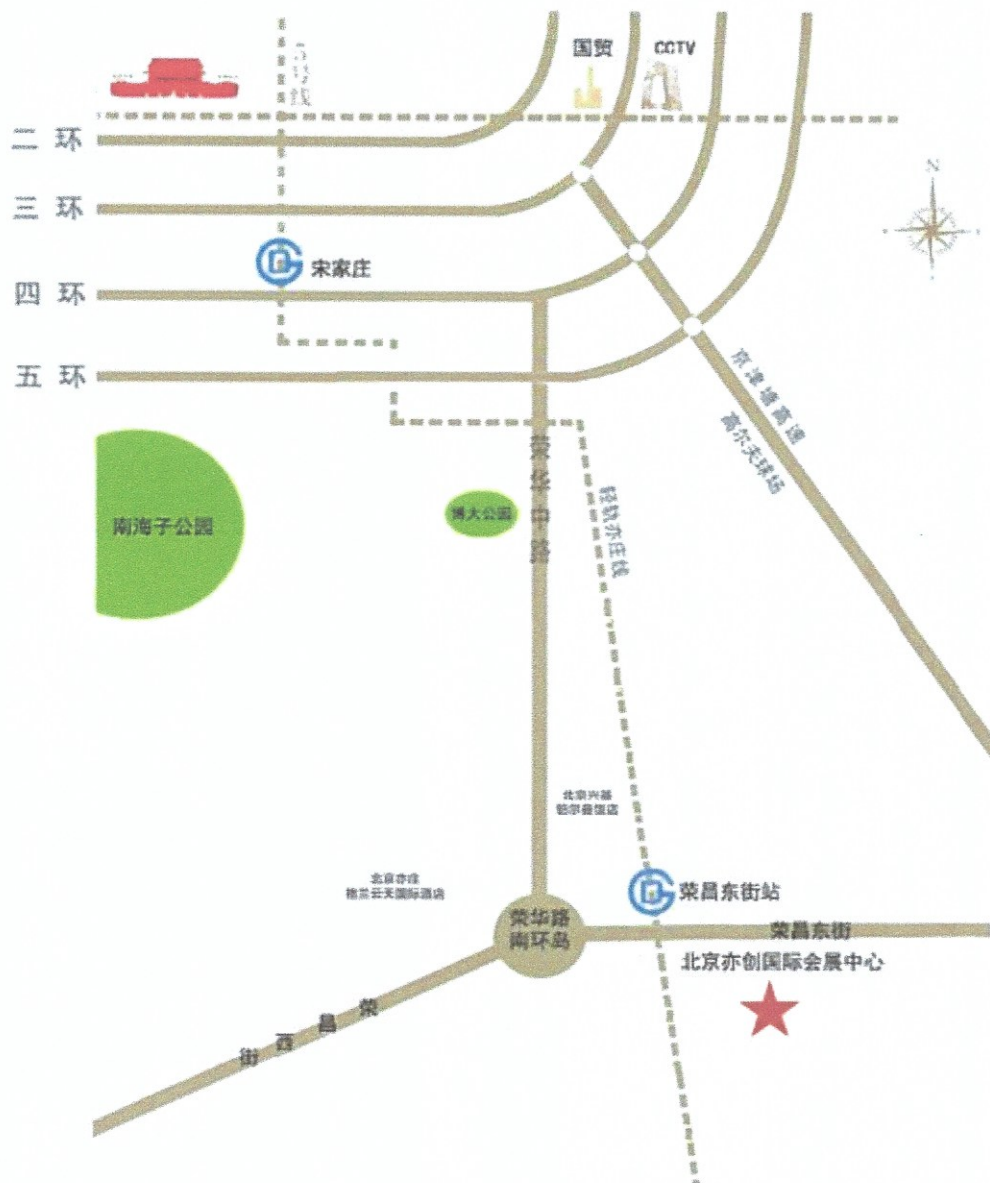 国贸
CCTV
二 环
三 环
N
宋家庄
四 环
五 环
京津塘高速
高尔夫球场
荣华中路
轻轨亦庄线
南海子公园
博大公园
北京兴基
铂尔曼饭店
北京亦庄
格兰云天国际酒店
荣昌东街站
荣华路
南环岛
荣昌东街
北京亦创国际会展中心
荣昌西街